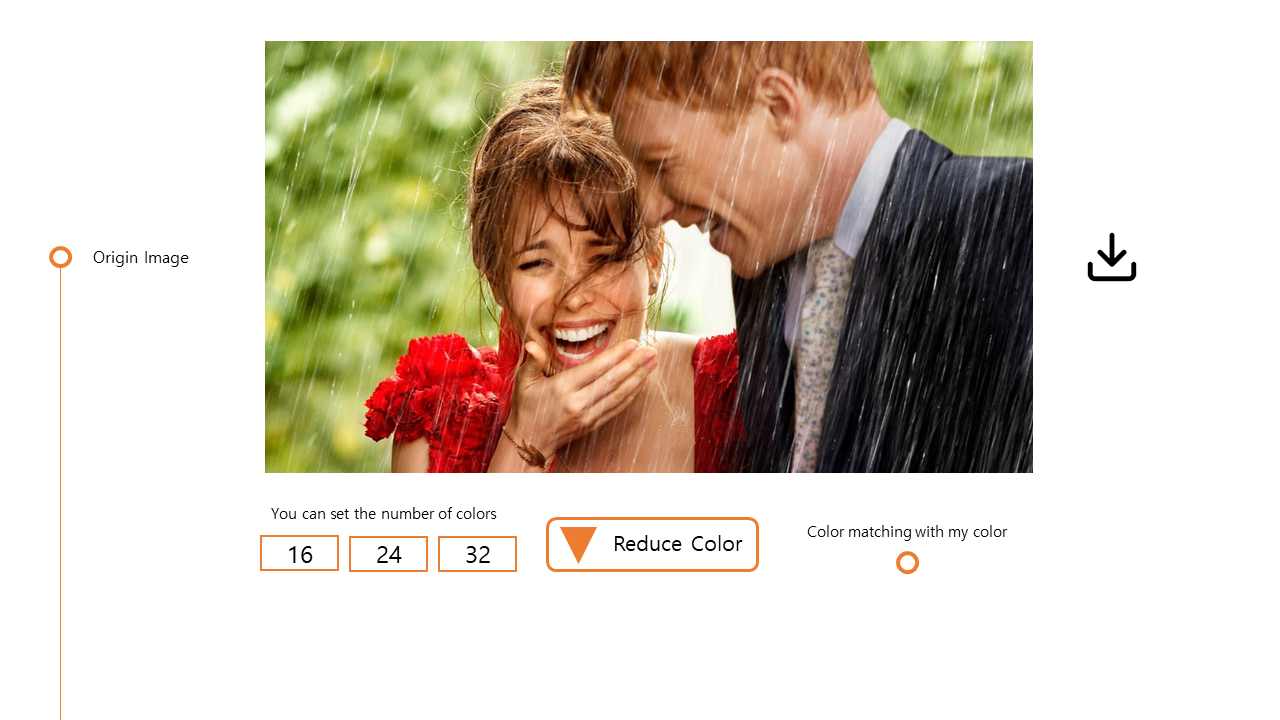 Origin Image
You can set the number of colors
16 24 32
Reduce Color
Color matching with my color